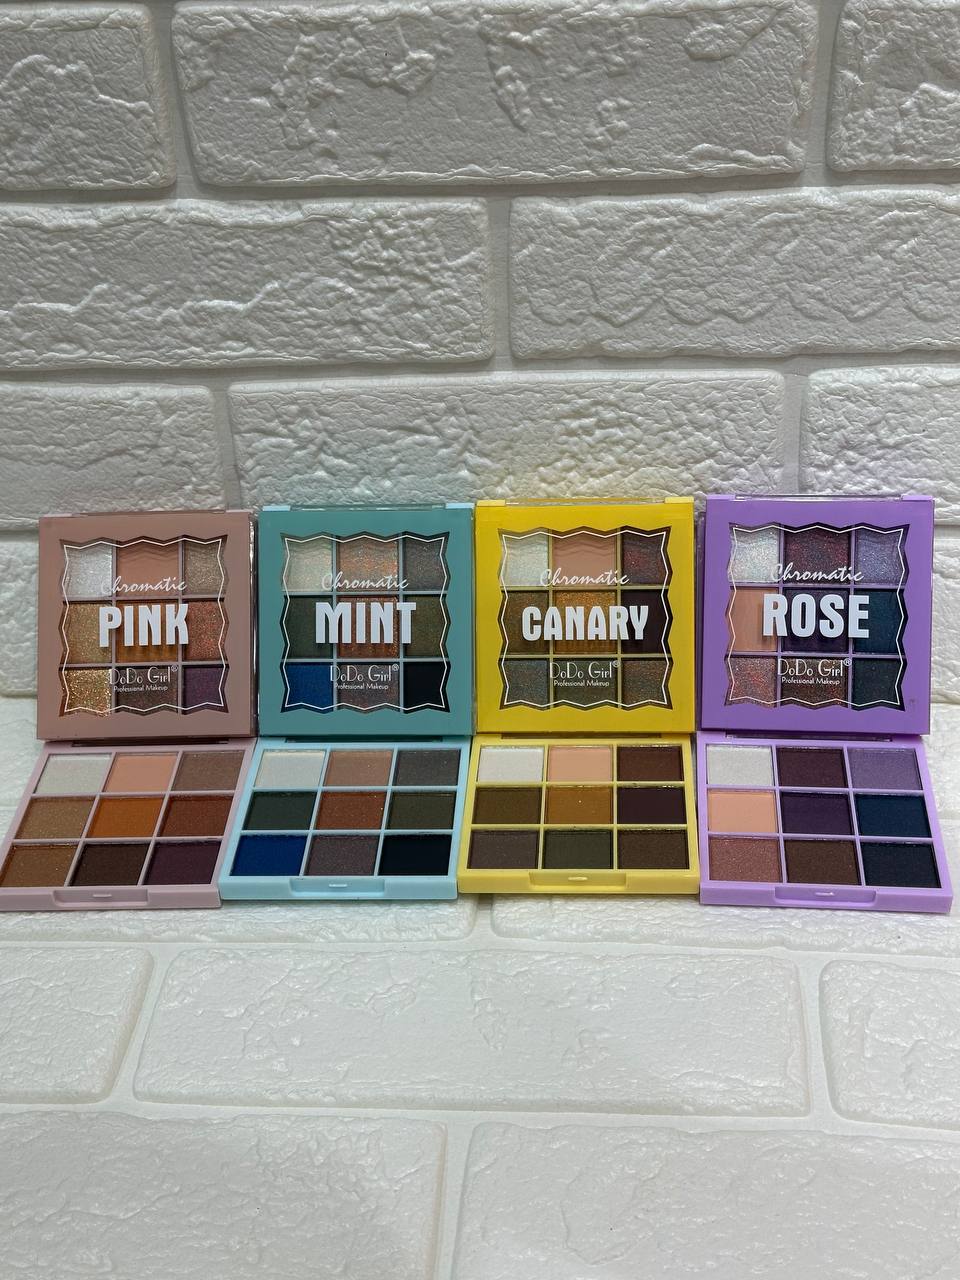 Chromatic
PINK
DoDo Girl®
Professional Makeup
Chromatic
MINT
DoDo Girl®
Professional Makeup
Chromatic
CANARY
DoDo Girl®
Professional Makeup
Chromatic
ROSE
DoDo Girl®
Professional Makeup